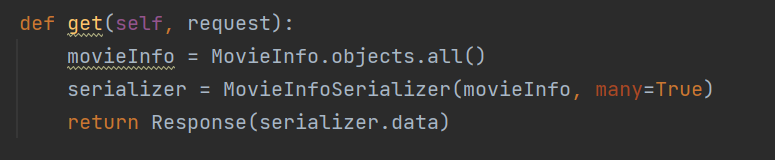 def get(self, request):
    movieInfo = MovieInfo.objects.all()
    serializer = MovieInfoSerializer(movieInfo, many=True)
    return Response(serializer.data)